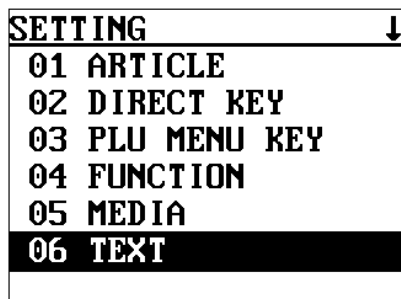 SETTING ↓
01 ARTICLE
02 DIRECT KEY
03 PLU MENU KEY
04 FUNCTION
05 MEDIA
06 TEXT